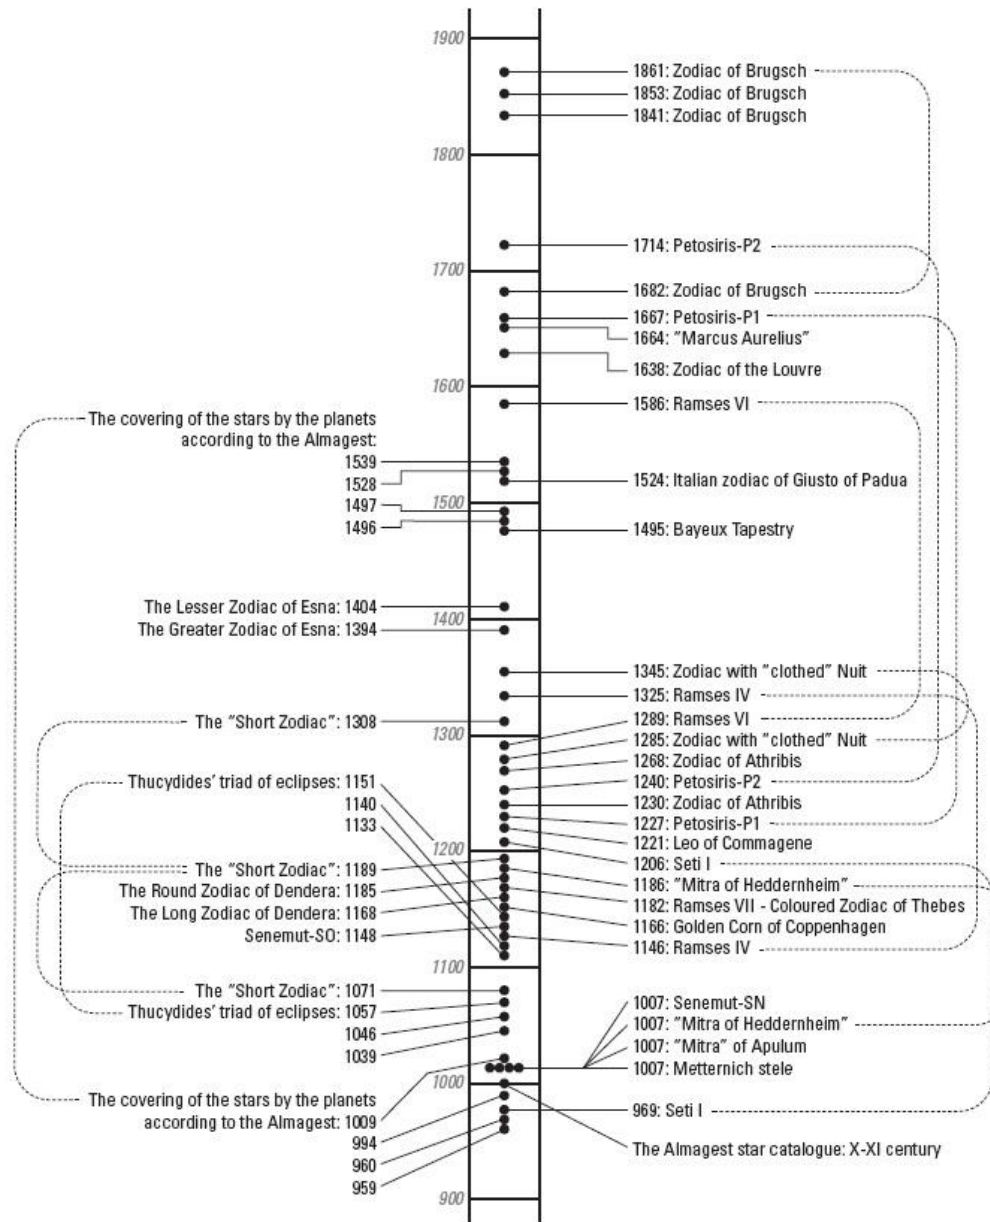 1900
1861: Zodiac of Brugsch
1853: Zodiac of Brugsch
1841: Zodiac of Brugsch
1800
1714: Petosiris-P2
1700
1682: Zodiac of Brugsch
1667: Petosiris-P1
1664: "Marcus Aurelius"
1638: Zodiac of the Louvre
1600
1586: Ramses VI
The covering of the stars by the planets
according to the Almagest:
1539
1528
1524: Italian zodiac of Giusto of Padua
1500
1497
1496
1495: Bayeux Tapestry
The Lesser Zodiac of Esna: 1404
1400
The Greater Zodiac of Esna: 1394
1345: Zodiac with "clothed" Nuit
1325: Ramses IV
The "Short Zodiac": 1308
1289: Ramses VI
1300
1285: Zodiac with "clothed" Nuit
1268: Zodiac of Athribis
Thucydides' triad of eclipses: 1151
1240: Petosiris-P2
1140
1230: Zodiac of Athribis
1133
1227: Petosiris-P1
1221: Leo of Commagene
1200
1206: Seti I
The "Short Zodiac": 1189
1186: "Mitra of Heddernheim"
The Round Zodiac of Dendera: 1185
1182: Ramses VII - Coloured Zodiac of Thebes
The Long Zodiac of Dendera: 1168
1166: Golden Corn of Coppenhagen
Senemut-SO: 1148
1146: Ramses IV
1100
The "Short Zodiac": 1071
1007: Senemut-SN
Thucydides' triad of eclipses: 1057
1007: "Mitra of Heddernheim"
1046
1007: "Mitra" of Apulum
1039
1007: Metternich stele
1000
The covering of the stars by the planets
according to the Almagest: 1009
969: Seti I
994
The Almagest star catalogue: X-XI century
960
959
900